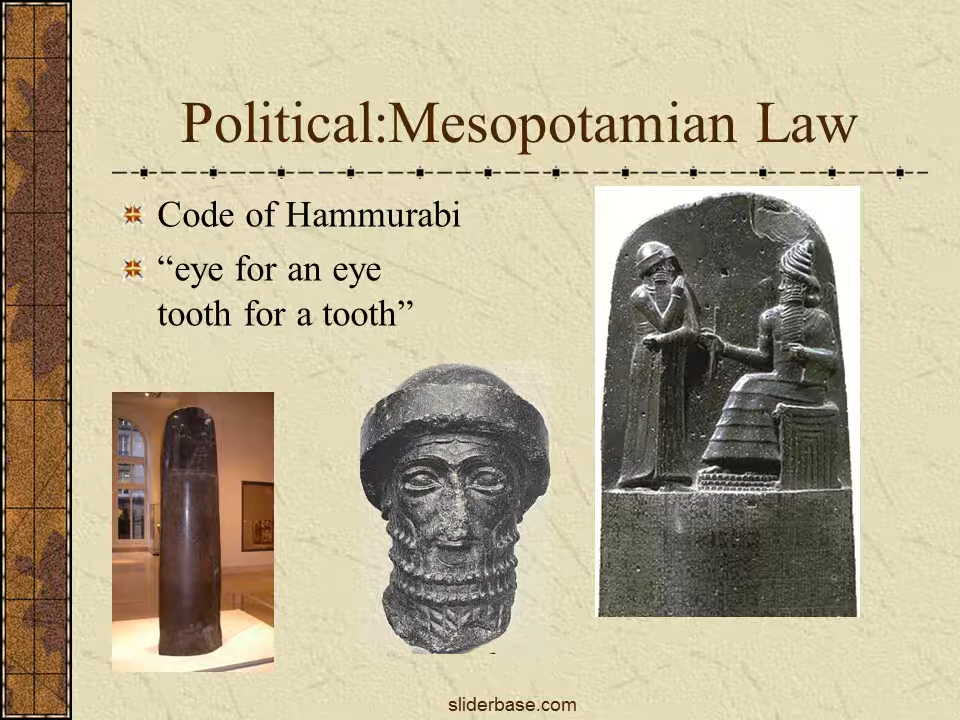 Political:Mesopotamian Law
Code of Hammurabi
“eye for an eye
tooth for a tooth”
sliderbase.com